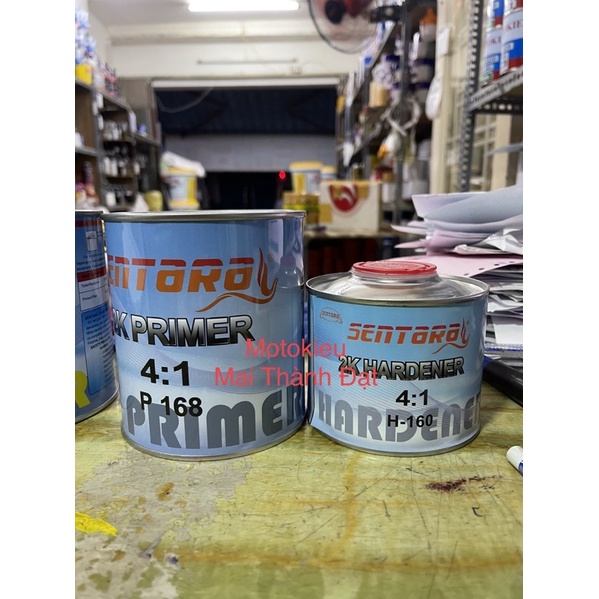 SENTARA
2K PRIMER
4:1
P 168
PRIMER
SENTARA
SENTARA
2K HARDENER
4:1
H-160
HARDENER
Motokieu
Mai Thành Đạt